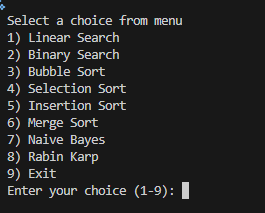 Select a choice from menu
1) Linear Search
2) Binary Search
3) Bubble Sort
4) Selection Sort
5) Insertion Sort
6) Merge Sort
7) Naive Bayes
8) Rabin Karp
9) Exit
Enter your choice (1-9):